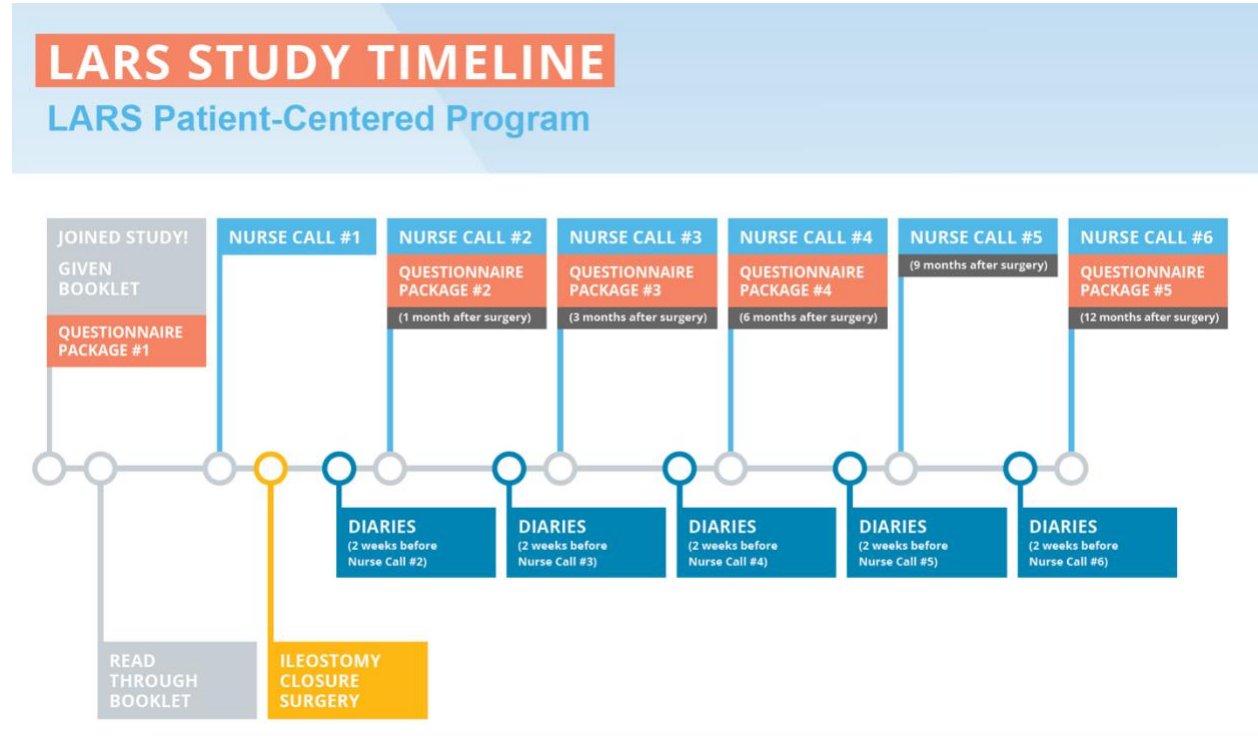 LARS STUDY TIMELINE
LARS Patient-Centered Program
JOINED STUDY!
GIVEN
BOOKLET
QUESTIONNAIRE
PACKAGE #1
NURSE CALL #1
NURSE CALL #2
QUESTIONNAIRE
PACKAGE #2
(1 month after surgery)
NURSE CALL #3
QUESTIONNAIRE
PACKAGE #3
(3 months after surgery)
NURSE CALL #4
QUESTIONNAIRE
PACKAGE #4
(6 months after surgery)
NURSE CALL #5
(9 months after surgery)
NURSE CALL #6
QUESTIONNAIRE
PACKAGE #5
(12 months after surgery)
DIARIES
(2 weeks before
Nurse Call #2)
DIARIES
(2 weeks before
Nurse Call #3)
DIARIES
(2 weeks before
Nurse Call #4)
DIARIES
(2 weeks before
Nurse Call #5)
DIARIES
(2 weeks before
Nurse Call #6)
READ
THROUGH
BOOKLET
ILEOSTOMY
CLOSURE
SURGERY